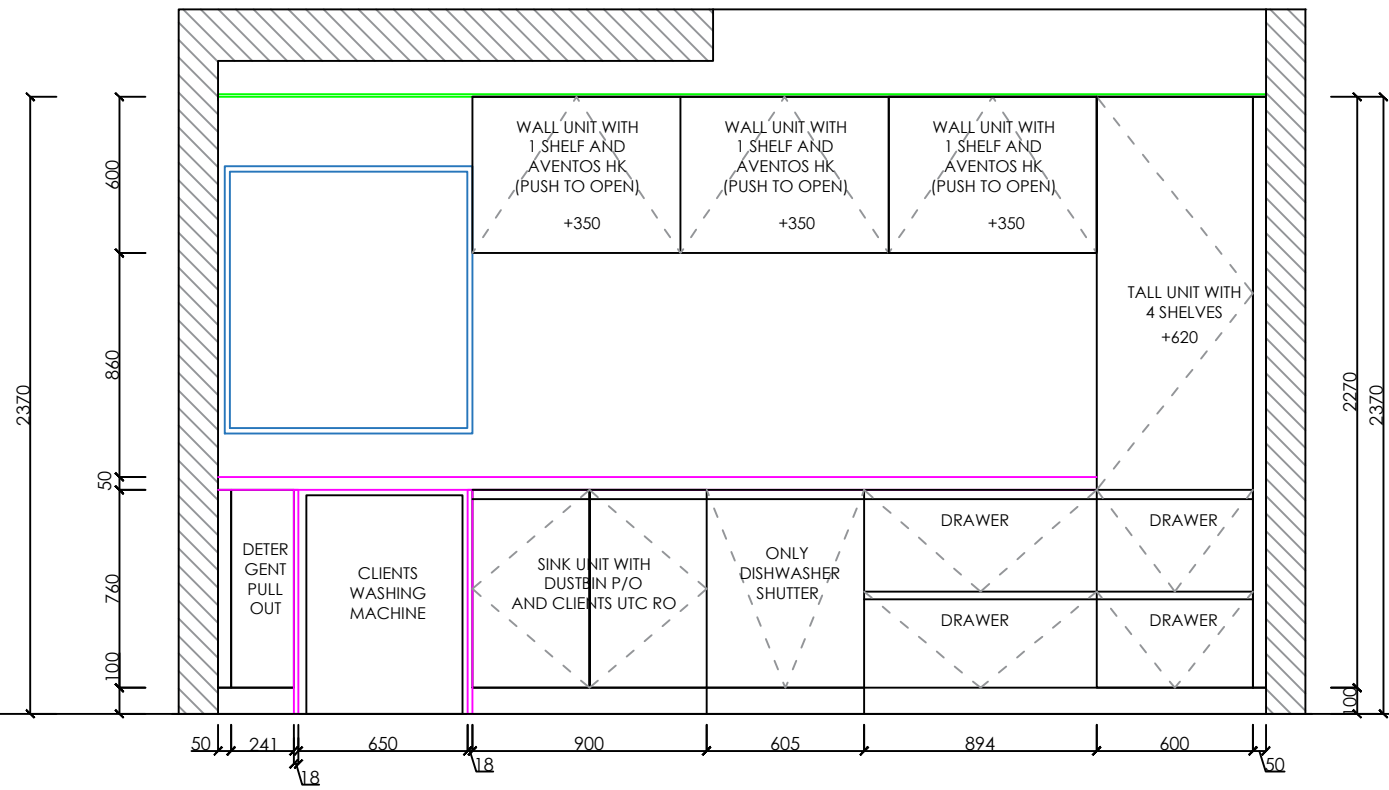 WALL UNIT WITH
1 SHELF AND
AVENTOS HK
(PUSH TO OPEN)
+350
WALL UNIT WITH
1 SHELF AND
AVENTOS HK
(PUSH TO OPEN)
+350
WALL UNIT WITH
1 SHELF AND
AVENTOS HK
(PUSH TO OPEN)
+350
TALL UNIT WITH
4 SHELVES
+620
2370
600
860
50
760
100
2270
2370
100
DETER
GENT
PULL
OUT
CLIENTS
WASHING
MACHINE
SINK UNIT WITH
DUSTBIN P/O
AND CLIENTS UTC RO
ONLY
DISHWASHER
SHUTTER
DRAWER
DRAWER
DRAWER
DRAWER
50
241
18
650
18
900
605
894
600
50